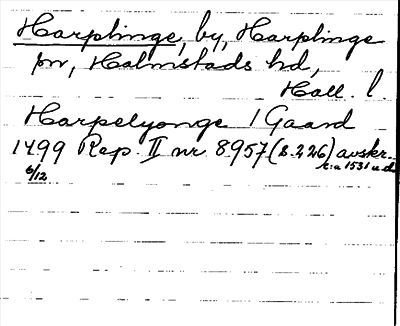 Harplinge, by, Harplinge
sn, Halmstads hd,
Hall. l.
Harpelyonge 1 Gaard
1499 Rep. II nr 8957 (s. 226) avskr.
6/12 c:a 1531 u.d.